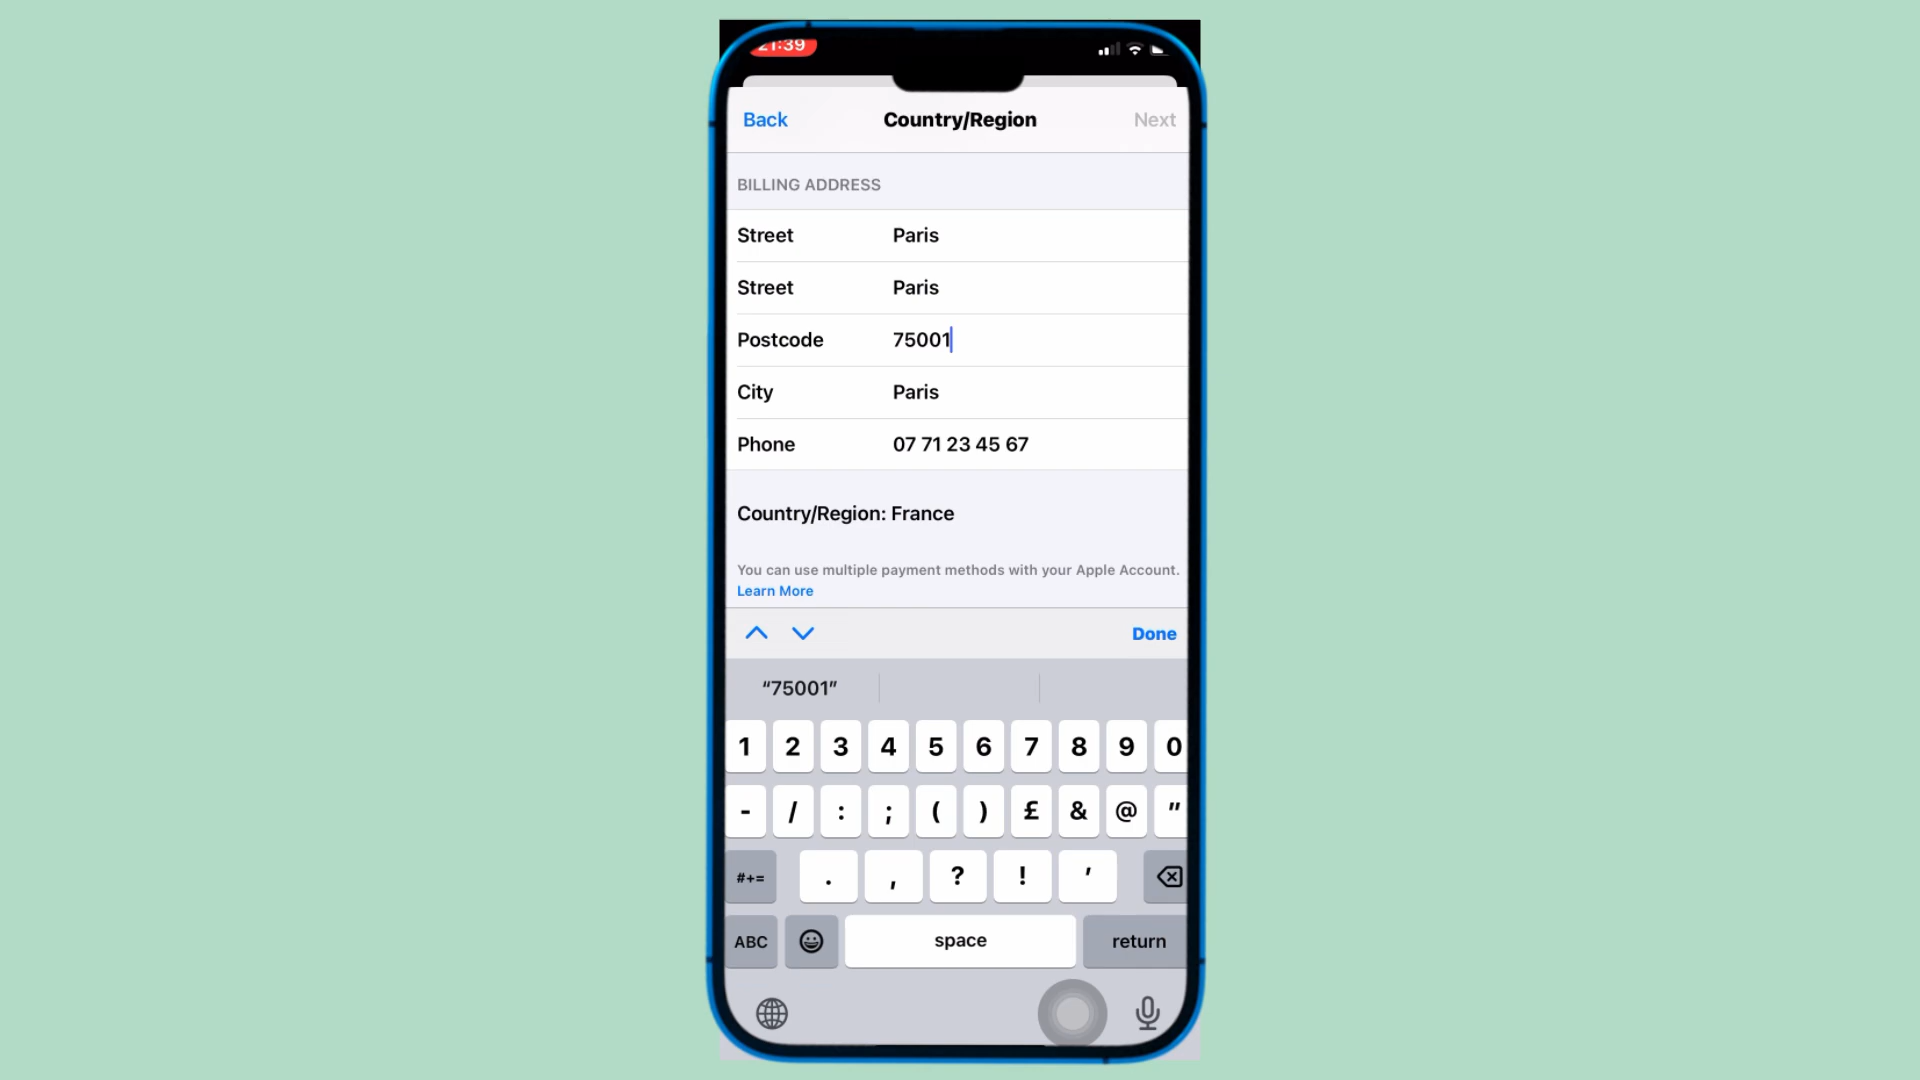 21:39
Back Country/Region Next
BILLING ADDRESS
Street Paris
Street Paris
Postcode 75001
City Paris
Phone 07 71 23 45 67
Country/Region: France
You can use multiple payment methods with your Apple Account.
Learn More
Done
“75001”
1 2 3 4 5 6 7 8 9 0
- / : ; ( ) £ & @ "
#+= . , ? ! ’
ABC space return